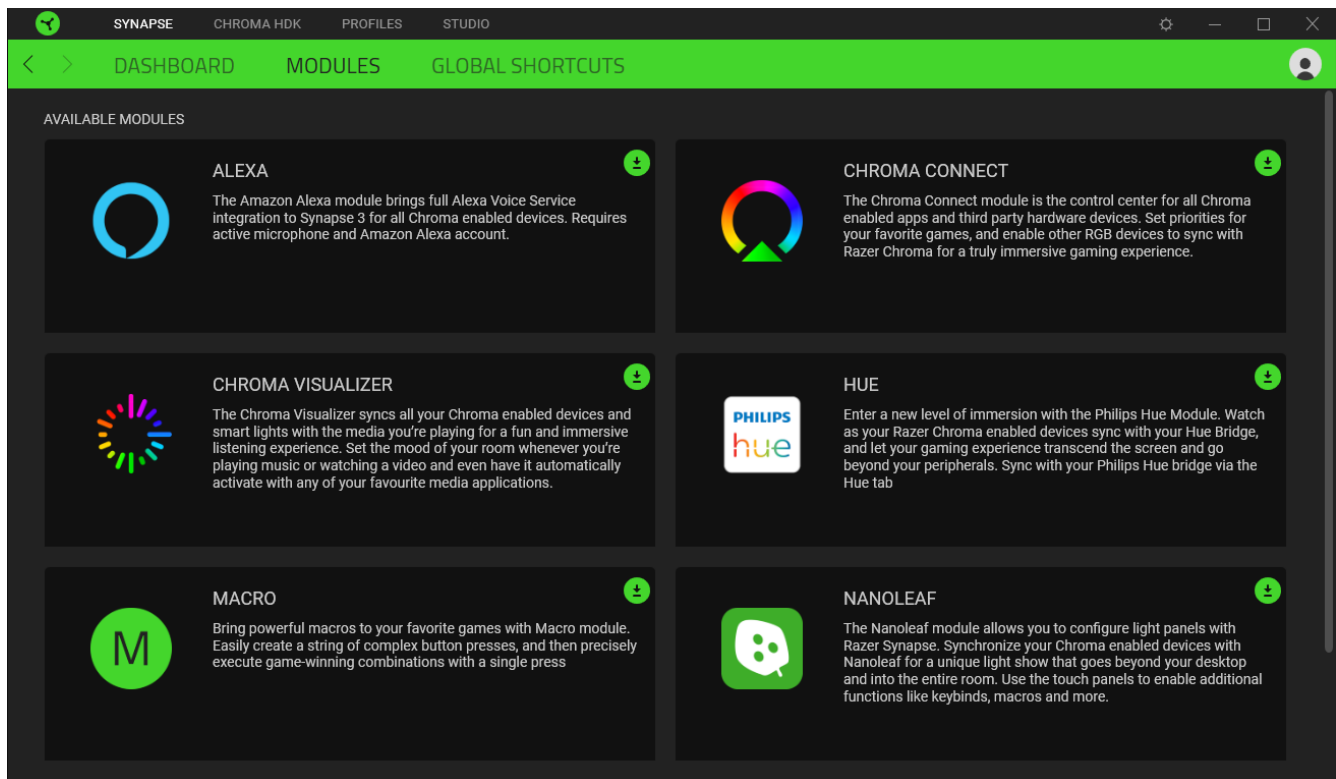 SYNAPSE CHROMA HDK PROFILES STUDIO
DASHBOARD MODULES GLOBAL SHORTCUTS
AVAILABLE MODULES
ALEXA
The Amazon Alexa module brings full Alexa Voice Service
integration to Synapse 3 for all Chroma enabled devices. Requires
active microphone and Amazon Alexa account.
CHROMA CONNECT
The Chroma Connect module is the control center for all Chroma
enabled apps and third party hardware devices. Set priorities for
your favorite games, and enable other RGB devices to sync with
Razer Chroma for a truly immersive gaming experience.
CHROMA VISUALIZER
The Chroma Visualizer syncs all your Chroma enabled devices and
smart lights with the media you're playing for a fun and immersive
listening experience. Set the mood of your room whenever you're
playing music or watching a video and even have it automatically
activate with any of your favourite media applications.
PHILIPS
hue
HUE
Enter a new level of immersion with the Philips Hue Module. Watch
as your Razer Chroma enabled devices sync with your Hue Bridge,
and let your gaming experience transcend the screen and go
beyond your peripherals. Sync with your Philips Hue bridge via the
Hue tab
M
MACRO
Bring powerful macros to your favorite games with Macro module.
Easily create a string of complex button presses, and then precisely
execute game-winning combinations with a single press
NANOLEAF
The Nanoleaf module allows you to configure light panels with
Razer Synapse. Synchronize your Chroma enabled devices with
Nanoleaf for a unique light show that goes beyond your desktop
and into the entire room. Use the touch panels to enable additional
functions like keybinds, macros and more.